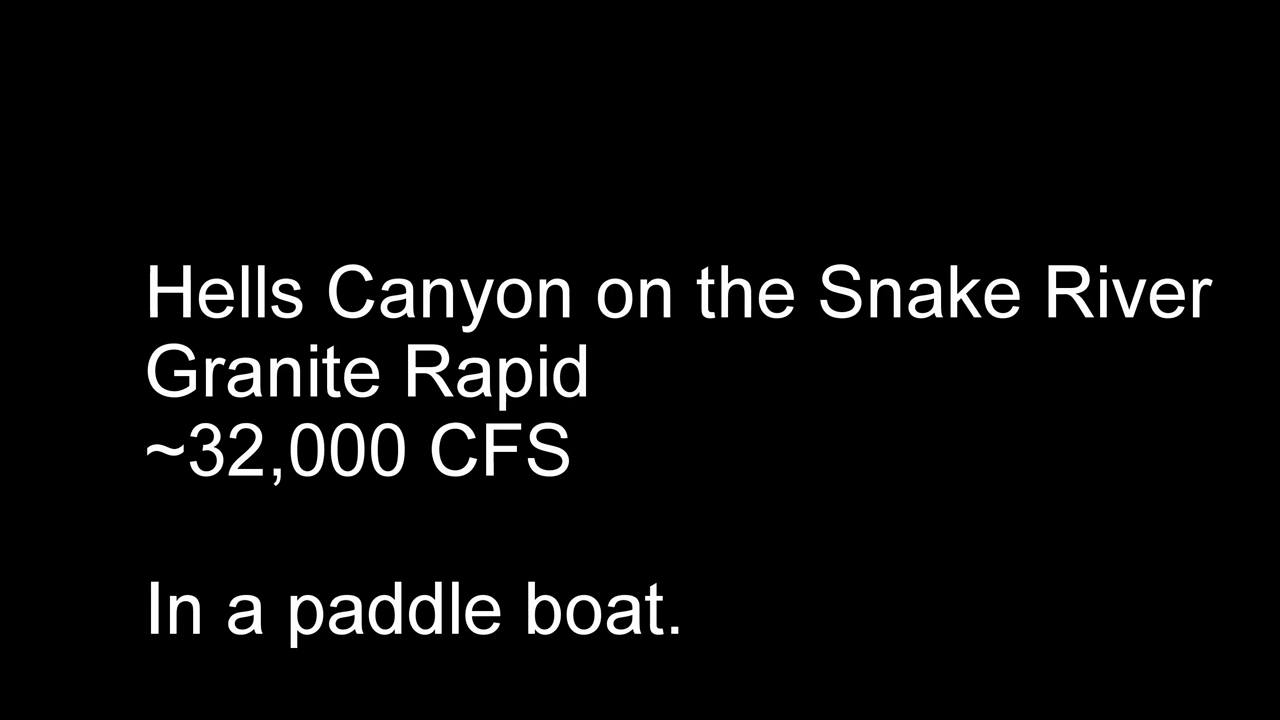 Hells Canyon on the Snake River
Granite Rapid
~32,000 CFS
In a paddle boat.